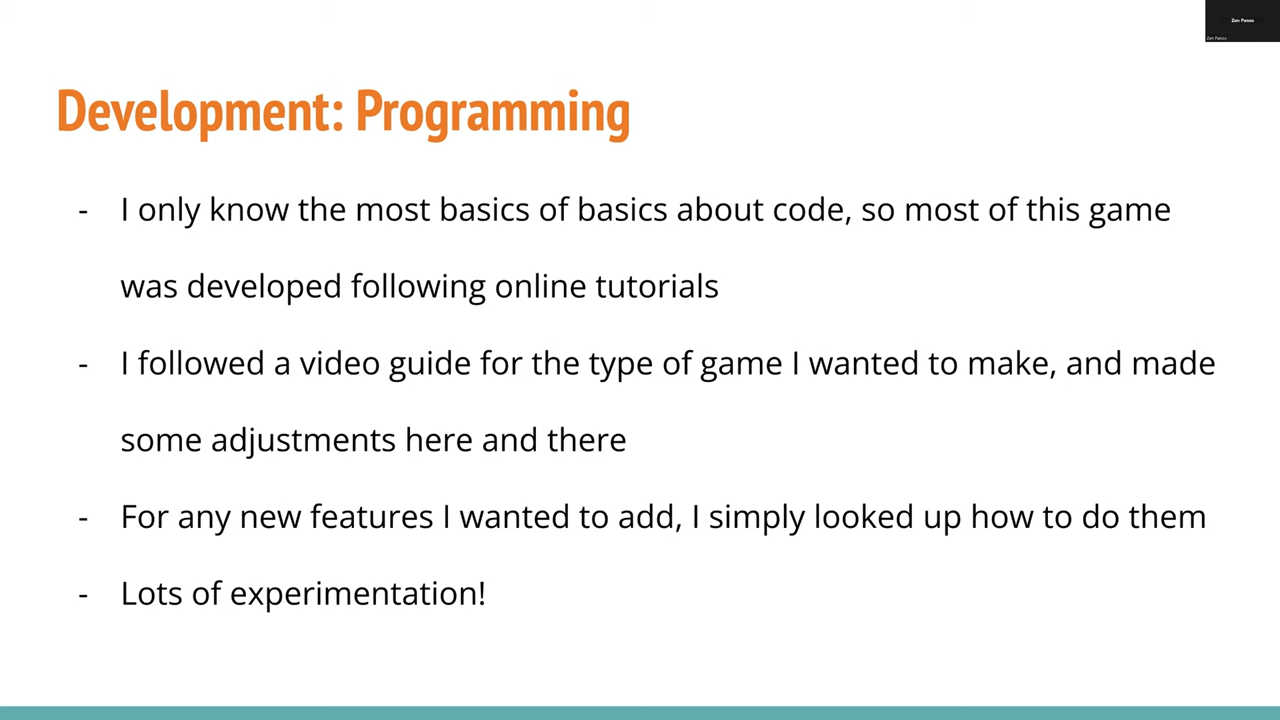 Zen Panos
Zen Panos
Development: Programming
- I only know the most basics of basics about code, so most of this game
was developed following online tutorials
- I followed a video guide for the type of game I wanted to make, and made
some adjustments here and there
- For any new features I wanted to add, I simply looked up how to do them
- Lots of experimentation!